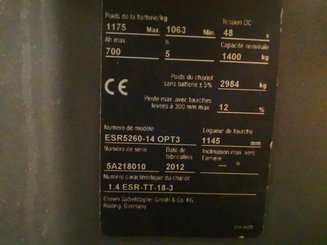 Poids de la batterie/kg Tension DC
1175 Max 1063 Min 48 v
Ah max. h Capacité nominale
700 5 1400 kg
CE
Poids du chariot
sans batterie ± 5% 2984 kg
Pente max avec fourches
levées à 300 mm max 12 %
Numéro de modèle Logueur de fourche
ESR5260-14 OPT3 1145 mm
Numéro de série Date de fabrication Inclinaison max. vers l'arrière
5A218010 2012 --- °
Numéro caractéristique du chariot
1.4 ESR-TT-18-3
Crown Gabelstapler GmbH & Co. KG
Roding, Germany